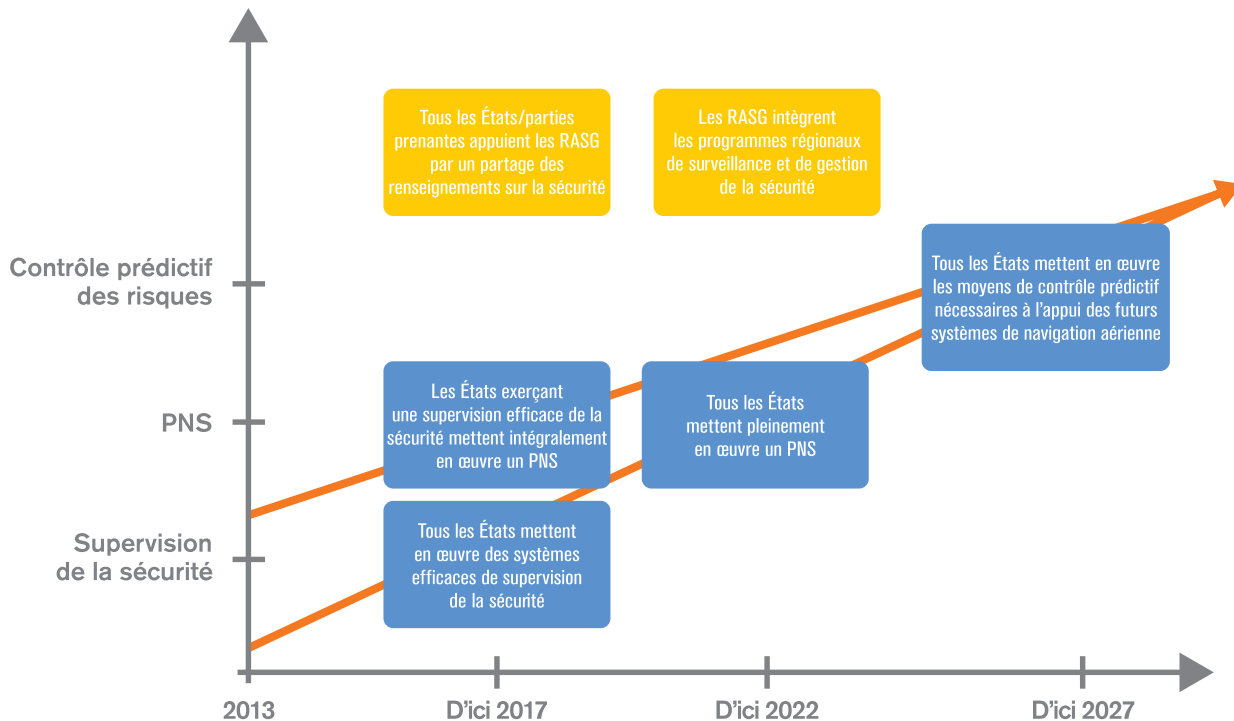 Tous les États/parties
prenantes appuient les RASG
par un partage des
renseignements sur la sécurité
Les RASG intègrent
les programmes régionaux
de surveillance et de gestion
de la sécurité
Contrôle prédictif
des risques
Tous les États mettent en œuvre
les moyens de contrôle prédictif
nécessaires à l'appui des futurs
systèmes de navigation aérienne
PNS
Les États exerçant
une supervision efficace de la
sécurité mettent intégralement
en œuvre un PNS
Tous les États
mettent pleinement
en œuvre un PNS
Supervision
de la sécurité
Tous les États mettent
en œuvre des systèmes
efficaces de supervision
de la sécurité
2013
D'ici 2017
D'ici 2022
D'ici 2027